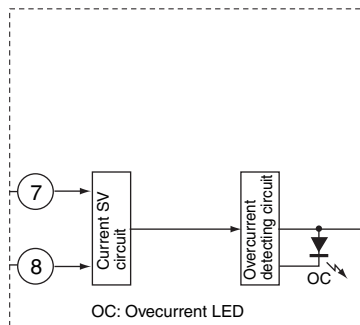 7
8
Current SV
circuit
Overcurrent
detecting circuit
OC
OC: Ovecurrent LED